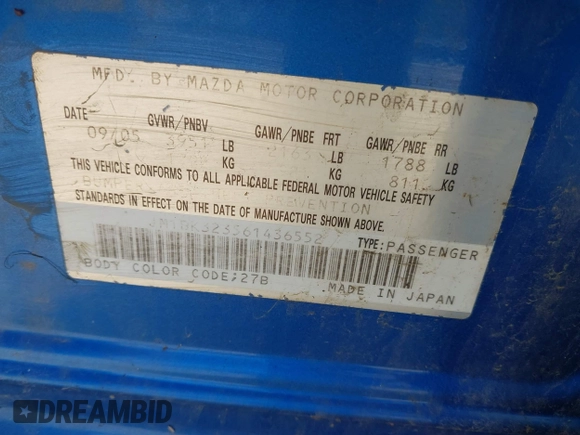 MFD. BY MAZDA MOTOR CORPORATION
DATE GVWR/PNBV GAWR/PNBE FRT GAWR/PNBE RR
09/05 LB LB 1788 LB
KG KG 811 KG
THIS VEHICLE CONFORMS TO ALL APPLICABLE FEDERAL MOTOR VEHICLE SAFETY
STANDARDS IN EFFECT ON THE DATE OF MANUFACTURE SHOWN ABOVE.
TYPE:PASSENGER
BODY COLOR CODE:27B
MADE IN JAPAN
DREAMBID